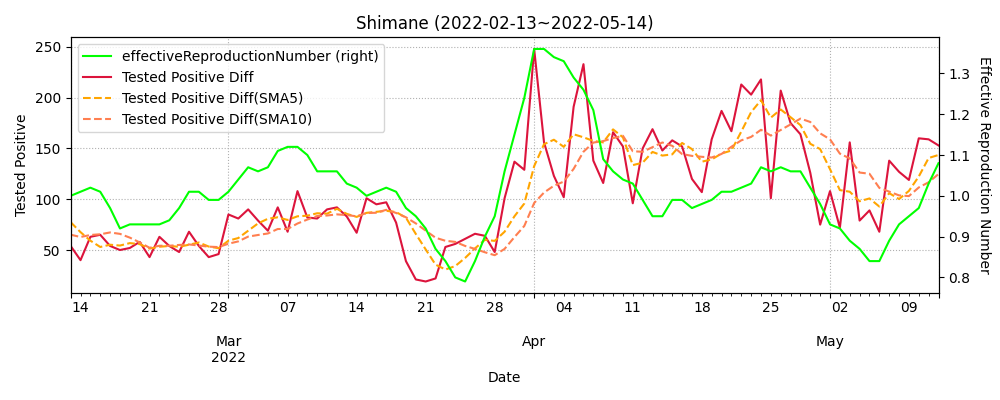 Shimane (2022-02-13~2022-05-14)
effectiveReproductionNumber (right)
Tested Positive Diff
Tested Positive Diff(SMA5)
Tested Positive Diff(SMA10)
Tested Positive
250
200
150
100
50
Effective Reproduction Number
1.3
1.2
1.1
1.0
0.9
0.8
14 21 28 07 14 21 28 04 11 18 25 02 09
Mar Apr May
2022
Date